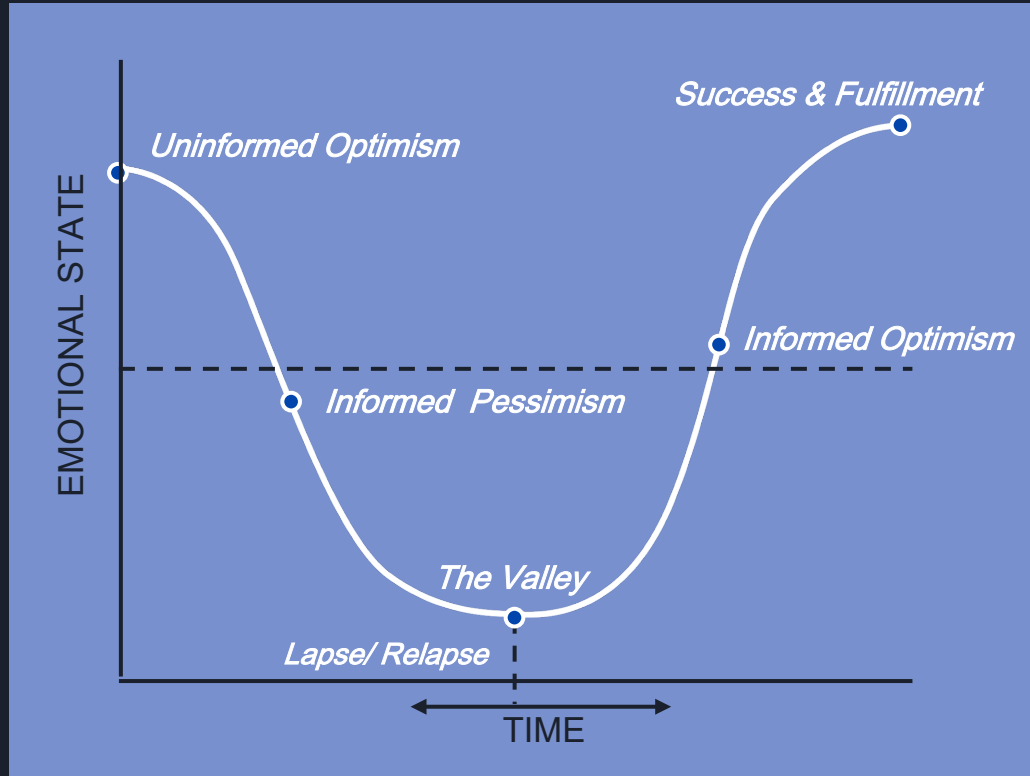 Success & Fulfillment
Uninformed Optimism
EMOTIONAL STATE
Informed Optimism
Informed Pessimism
The Valley
Lapse/ Relapse
TIME